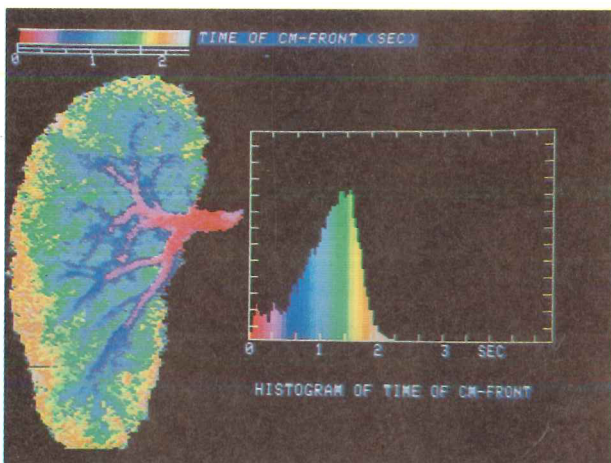 TIME OF CM-FRONT (SEC)
0 1 2
0 1 2 3 SEC
HISTOGRAM OF TIME OF CM-FRONT